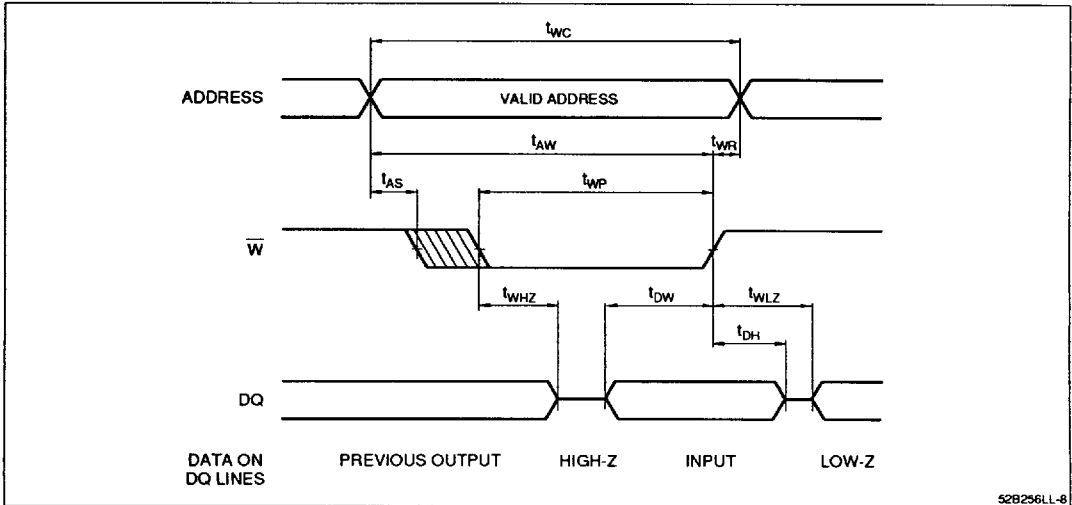 tWC
ADDRESS
VALID ADDRESS
tAW
tWR
tAS
tWP
W̅
tWHZ
tDW
tWLZ
tDH
DQ
DATA ON
DQ LINES
PREVIOUS OUTPUT
HIGH-Z
INPUT
LOW-Z
52B256LL-8